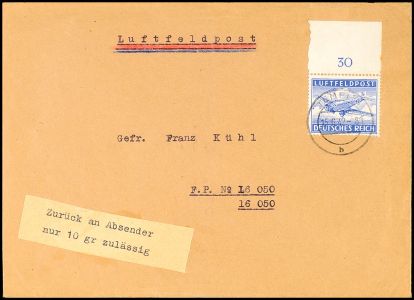 Luftfeldpost
30
LUFTFELDPOST
DEUTSCHES REICH
b
Gefr. Franz Kühl
F.P. No 16 050
16 050
Zurück an Absender
nur 10 gr zulässig